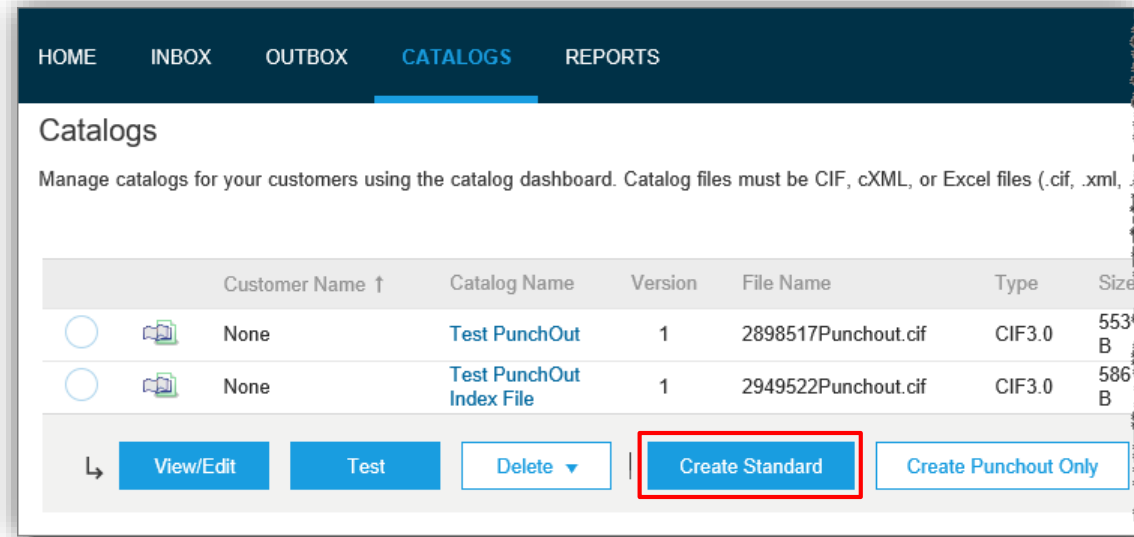 HOME INBOX OUTBOX CATALOGS REPORTS
Catalogs
Manage catalogs for your customers using the catalog dashboard. Catalog files must be CIF, cXML, or Excel files (.cif, .xml,
Customer Name ↑ Catalog Name Version File Name Type Size
None Test PunchOut 1 2898517Punchout.cif CIF3.0 553 B
None Test PunchOut Index File 1 2949522Punchout.cif CIF3.0 586 B
View/Edit Test Delete ▼ | Create Standard Create Punchout Only